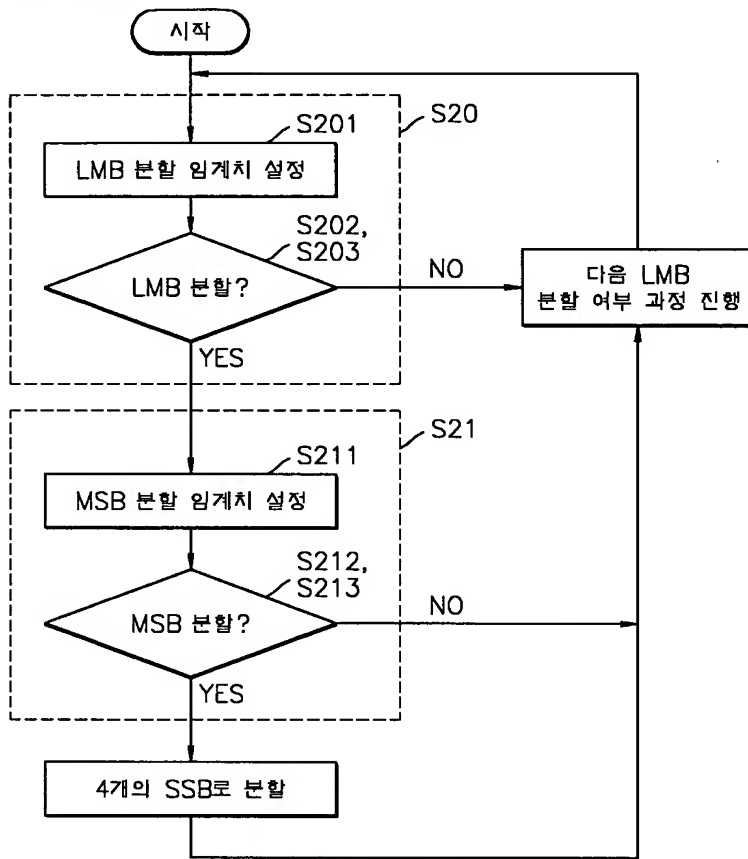 시작
S20
S201
LMB 분할 임계치 설정
S202,
S203
LMB 분할?
NO
다음 LMB
분할 여부 과정 진행
YES
S21
S211
MSB 분할 임계치 설정
S212,
S213
MSB 분할?
NO
YES
4개의 SSB로 분할